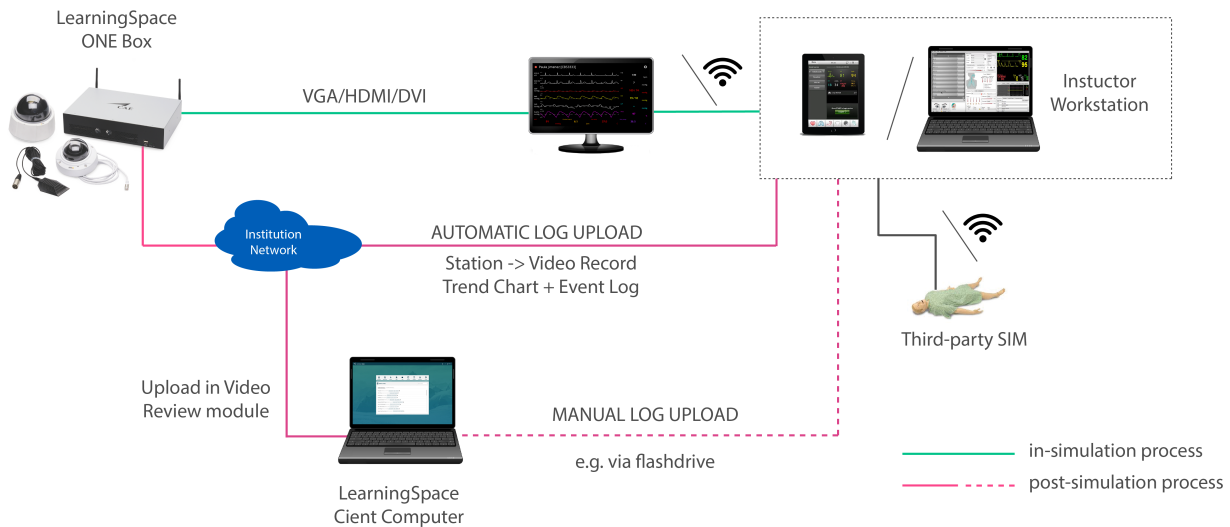 LearningSpace
ONE Box
VGA/HDMI/DVI
Instuctor
Workstation
Institution
Network
AUTOMATIC LOG UPLOAD
Station -> Video Record
Trend Chart + Event Log
Third-party SIM
Upload in Video
Review module
MANUAL LOG UPLOAD
e.g. via flashdrive
LearningSpace
Cient Computer
in-simulation process
post-simulation process